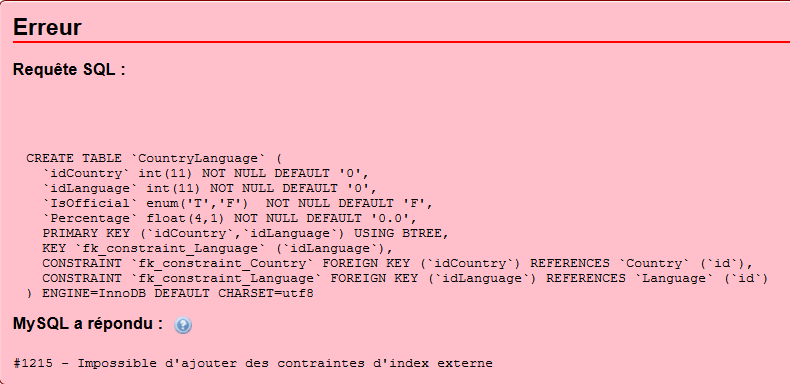 Erreur
Requête SQL :
CREATE TABLE `CountryLanguage` (
`idCountry` int(11) NOT NULL DEFAULT '0',
`idLanguage` int(11) NOT NULL DEFAULT '0',
`IsOfficial` enum('T','F')  NOT NULL DEFAULT 'F',
`Percentage` float(4,1) NOT NULL DEFAULT '0.0',
PRIMARY KEY (`idCountry`,`idLanguage`) USING BTREE,
KEY `fk_constraint_Language` (`idLanguage`),
CONSTRAINT `fk_constraint_Country` FOREIGN KEY (`idCountry`) REFERENCES `Country` (`id`),
CONSTRAINT `fk_constraint_Language` FOREIGN KEY (`idLanguage`) REFERENCES `Language` (`id`)
) ENGINE=InnoDB DEFAULT CHARSET=utf8
MySQL a répondu : ?
#1215 - Impossible d'ajouter des contraintes d'index externe